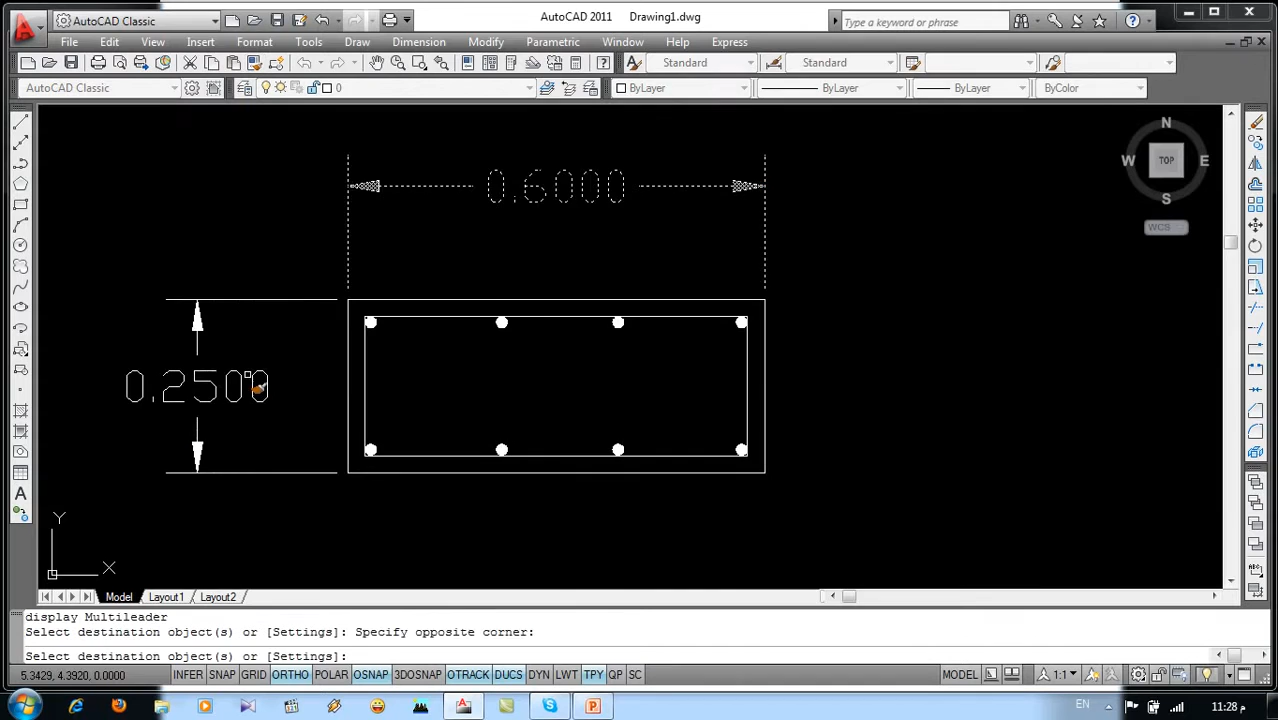 AutoCAD Classic
AutoCAD 2011 Drawing1.dwg
Type a keyword or phrase
File Edit View Insert Format Tools Draw Dimension Modify Parametric Window Help Express
Standard Standard
AutoCAD Classic 0 ByLayer ByLayer ByLayer ByColor
N
W TOP E
S
WCS
0.6000
0.2500
Y
X
Model Layout1 Layout2
display Multileader
Select destination object(s) or [Settings]: Specify opposite corner:
Select destination object(s) or [Settings]:
5.3429, 4.3920, 0.0000 INFER SNAP GRID ORTHO POLAR OSNAP 3DOSNAP OTRACK DUCS DYN LWT TPY QP SC MODEL 1:1
EN 11:28 م